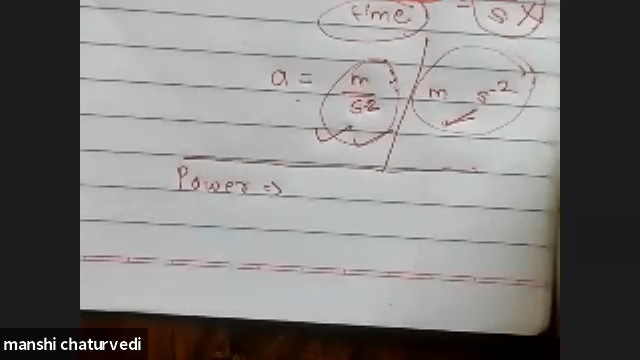 time s
a = m/s² m s⁻²
Power ⇒
manshi chaturvedi